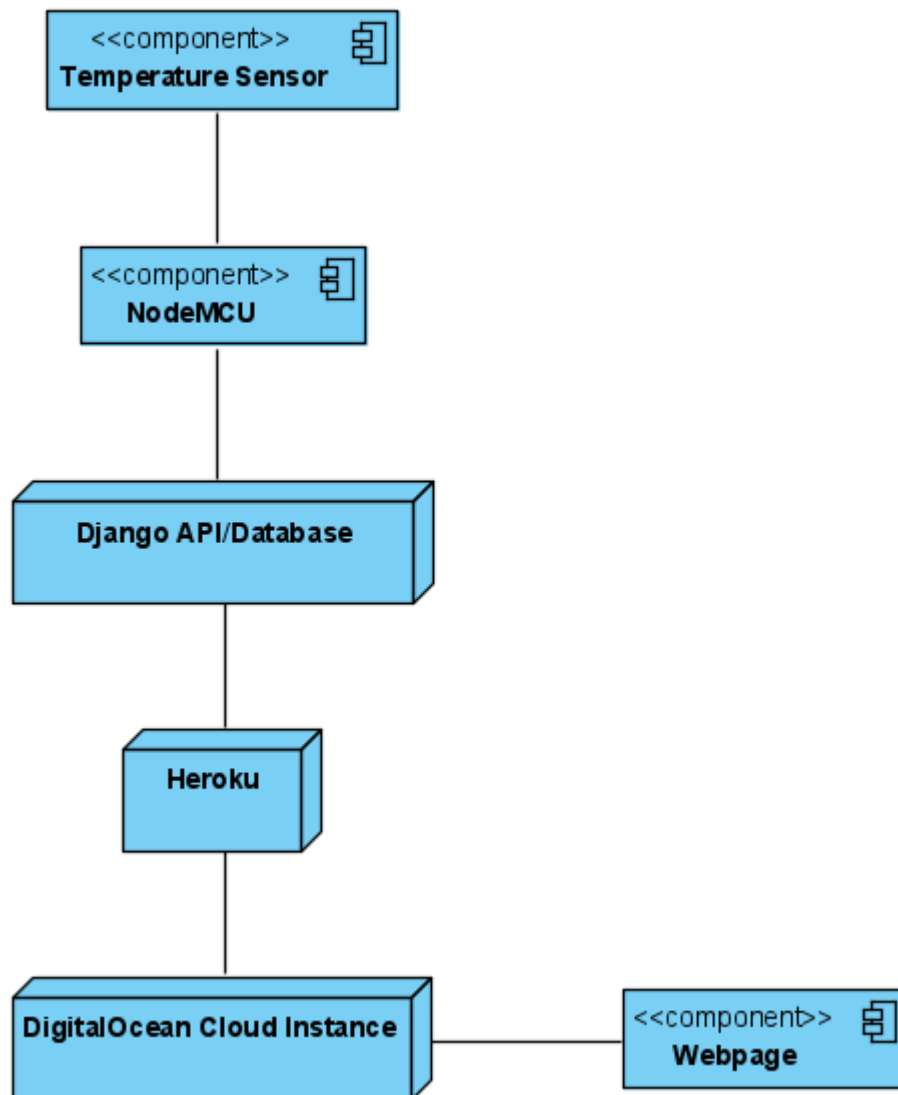 <<component>>
Temperature Sensor
<<component>>
NodeMCU
Django API/Database
Heroku
DigitalOcean Cloud Instance
<<component>>
Webpage